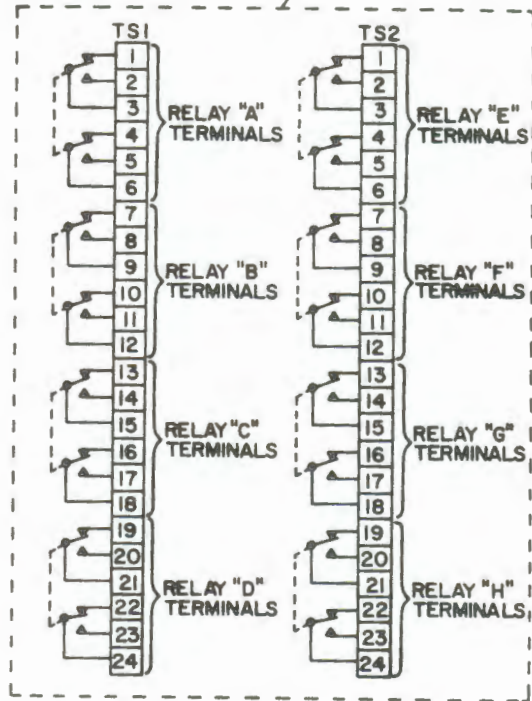 TS1
1
2
3
4
5
6
RELAY "A"
TERMINALS
7
8
9
10
11
12
RELAY "B"
TERMINALS
13
14
15
16
17
18
RELAY "C"
TERMINALS
19
20
21
22
23
24
RELAY "D"
TERMINALS
TS2
1
2
3
4
5
6
RELAY "E"
TERMINALS
7
8
9
10
11
12
RELAY "F"
TERMINALS
13
14
15
16
17
18
RELAY "G"
TERMINALS
19
20
21
22
23
24
RELAY "H"
TERMINALS